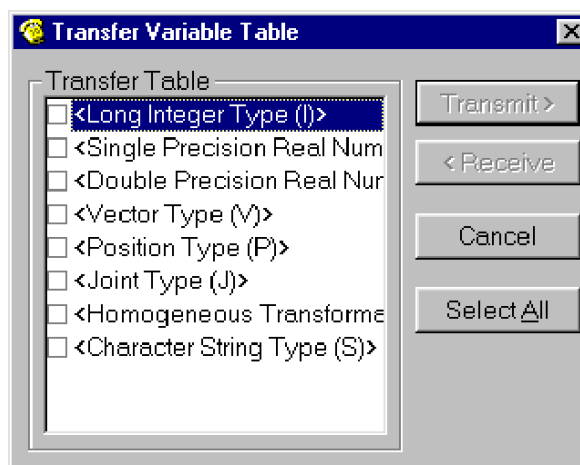 Transfer Variable Table
Transfer Table
<Long Integer Type (I)>
<Single Precision Real Num
<Double Precision Real Nur
<Vector Type (V)>
<Position Type (P)>
<Joint Type (J)>
<Homogeneous Transforma
<Character String Type (S)>
Transmit >
< Receive
Cancel
Select All